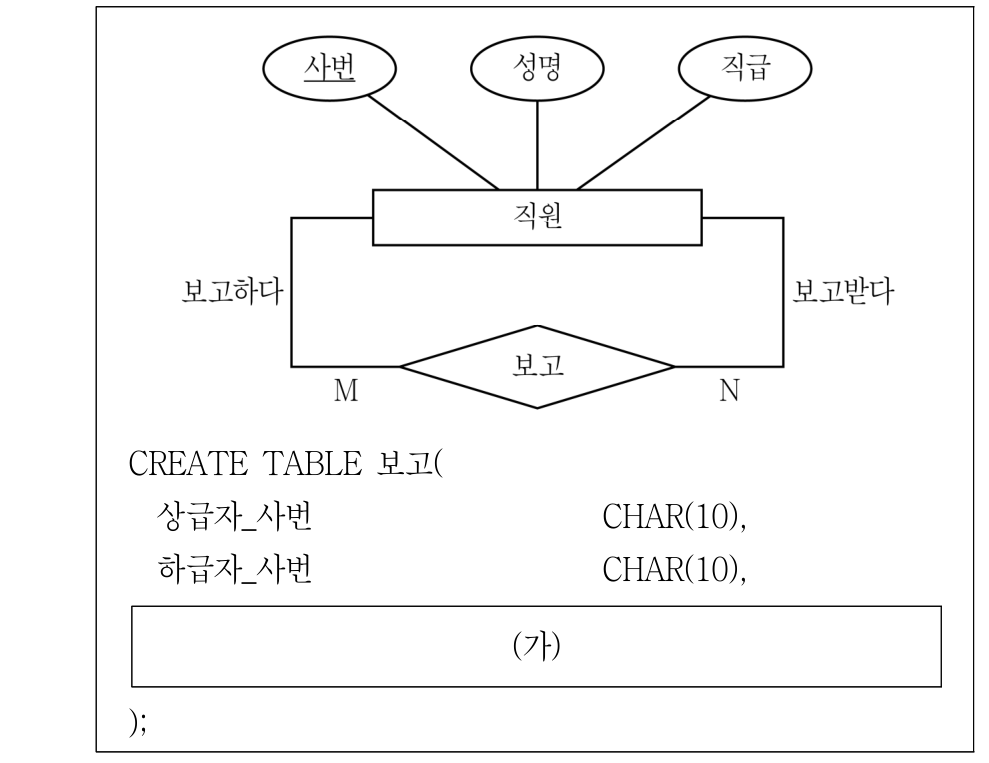 사번 성명 직급
직원
보고하다 보고받다
보고
M N
CREATE TABLE 보고(
상급자_사번 CHAR(10),
하급자_사번 CHAR(10),
(가)
);